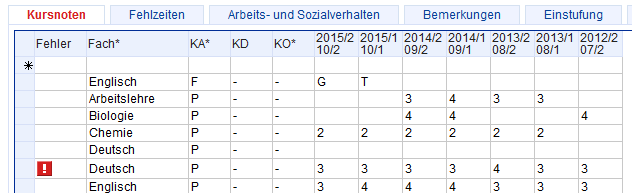 Kursnoten Fehlzeiten Arbeits- und Sozialverhalten Bemerkungen Einstufung
Fehler Fach* KA* KD KO* 2015/2 10/2 2015/1 10/1 2014/2 09/2 2014/1 09/1 2013/2 08/2 2013/1 08/1 2012/2 07/2
*
Englisch F - - G T
Arbeitslehre P - - 3 4 3 3
Biologie P - - 4 4 4
Chemie P - - 2 2 2 2 2 2
Deutsch P - -
! Deutsch P - - 3 3 3 3 4 3 3
Englisch P - - 3 4 4 4 3 3 3